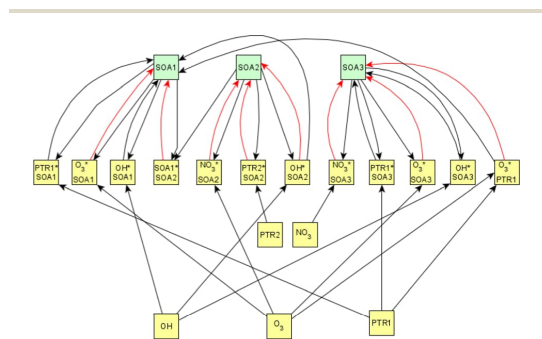 SOA1
SOA2
SOA3
PTR1*
SOA1
O3*
SOA1
OH*
SOA1
SOA1*
SOA2
NO3*
SOA2
PTR2*
SOA2
OH*
SOA2
NO3*
SOA3
PTR1*
SOA3
O3*
SOA3
OH*
SOA3
O3*
PTR1
PTR2
NO3
OH
O3
PTR1